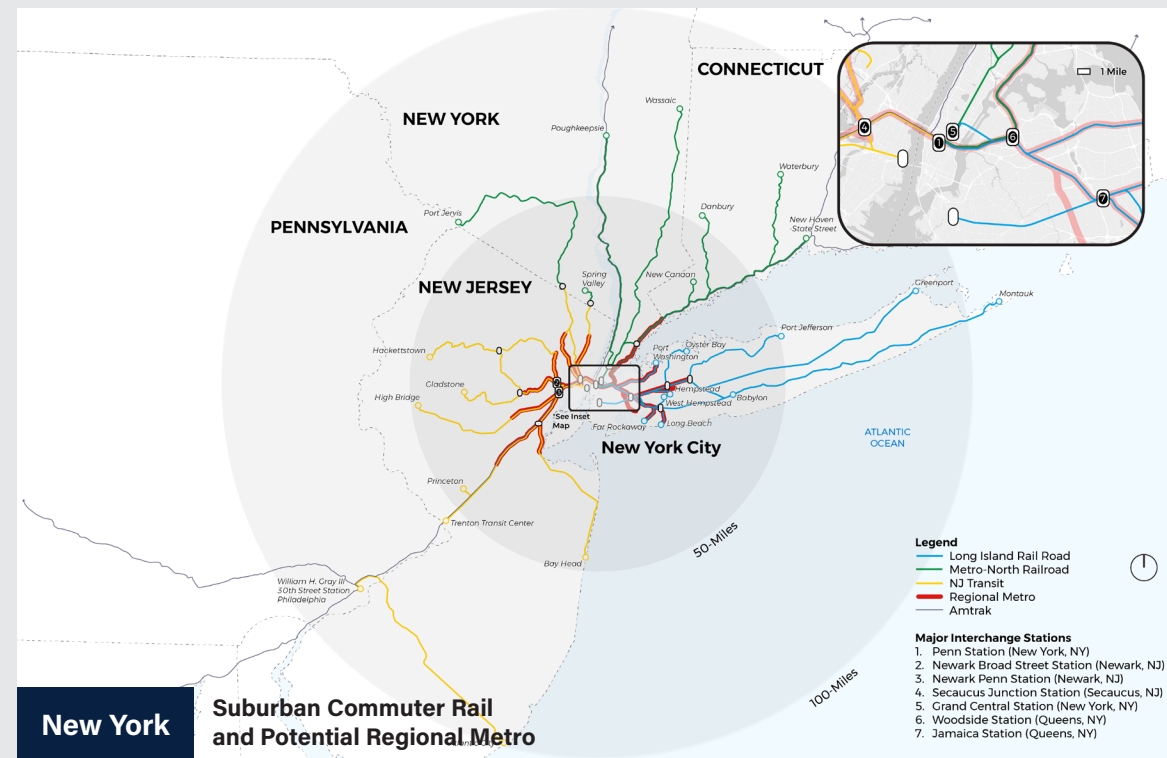 CONNECTICUT
1 Mile
4
5
1
6
7
Wassaic
NEW YORK
Poughkeepsie
Waterbury
Danbury
Port Jervis
New Haven
State Street
PENNSYLVANIA
Spring
Valley
New Canaan
NEW JERSEY
Greenport
Montauk
Port Jefferson
Hackettstown
Port
Washington
Oyster Bay
2
3
Gladstone
High Bridge
Hempstead
Babylon
West Hempstead
*See Inset
Map
Far Rockaway
Long Beach
New York City
ATLANTIC
OCEAN
Princeton
Trenton Transit Center
50-Miles
Bay Head
William H. Gray III
30th Street Station
Philadelphia
100-Miles
Legend
Long Island Rail Road
Metro-North Railroad
NJ Transit
Regional Metro
Amtrak
Major Interchange Stations
1. Penn Station (New York, NY)
2. Newark Broad Street Station (Newark, NJ)
3. Newark Penn Station (Newark, NJ)
4. Secaucus Junction Station (Secaucus, NJ)
5. Grand Central Station (New York, NY)
6. Woodside Station (Queens, NY)
7. Jamaica Station (Queens, NY)
New York
Suburban Commuter Rail
and Potential Regional Metro